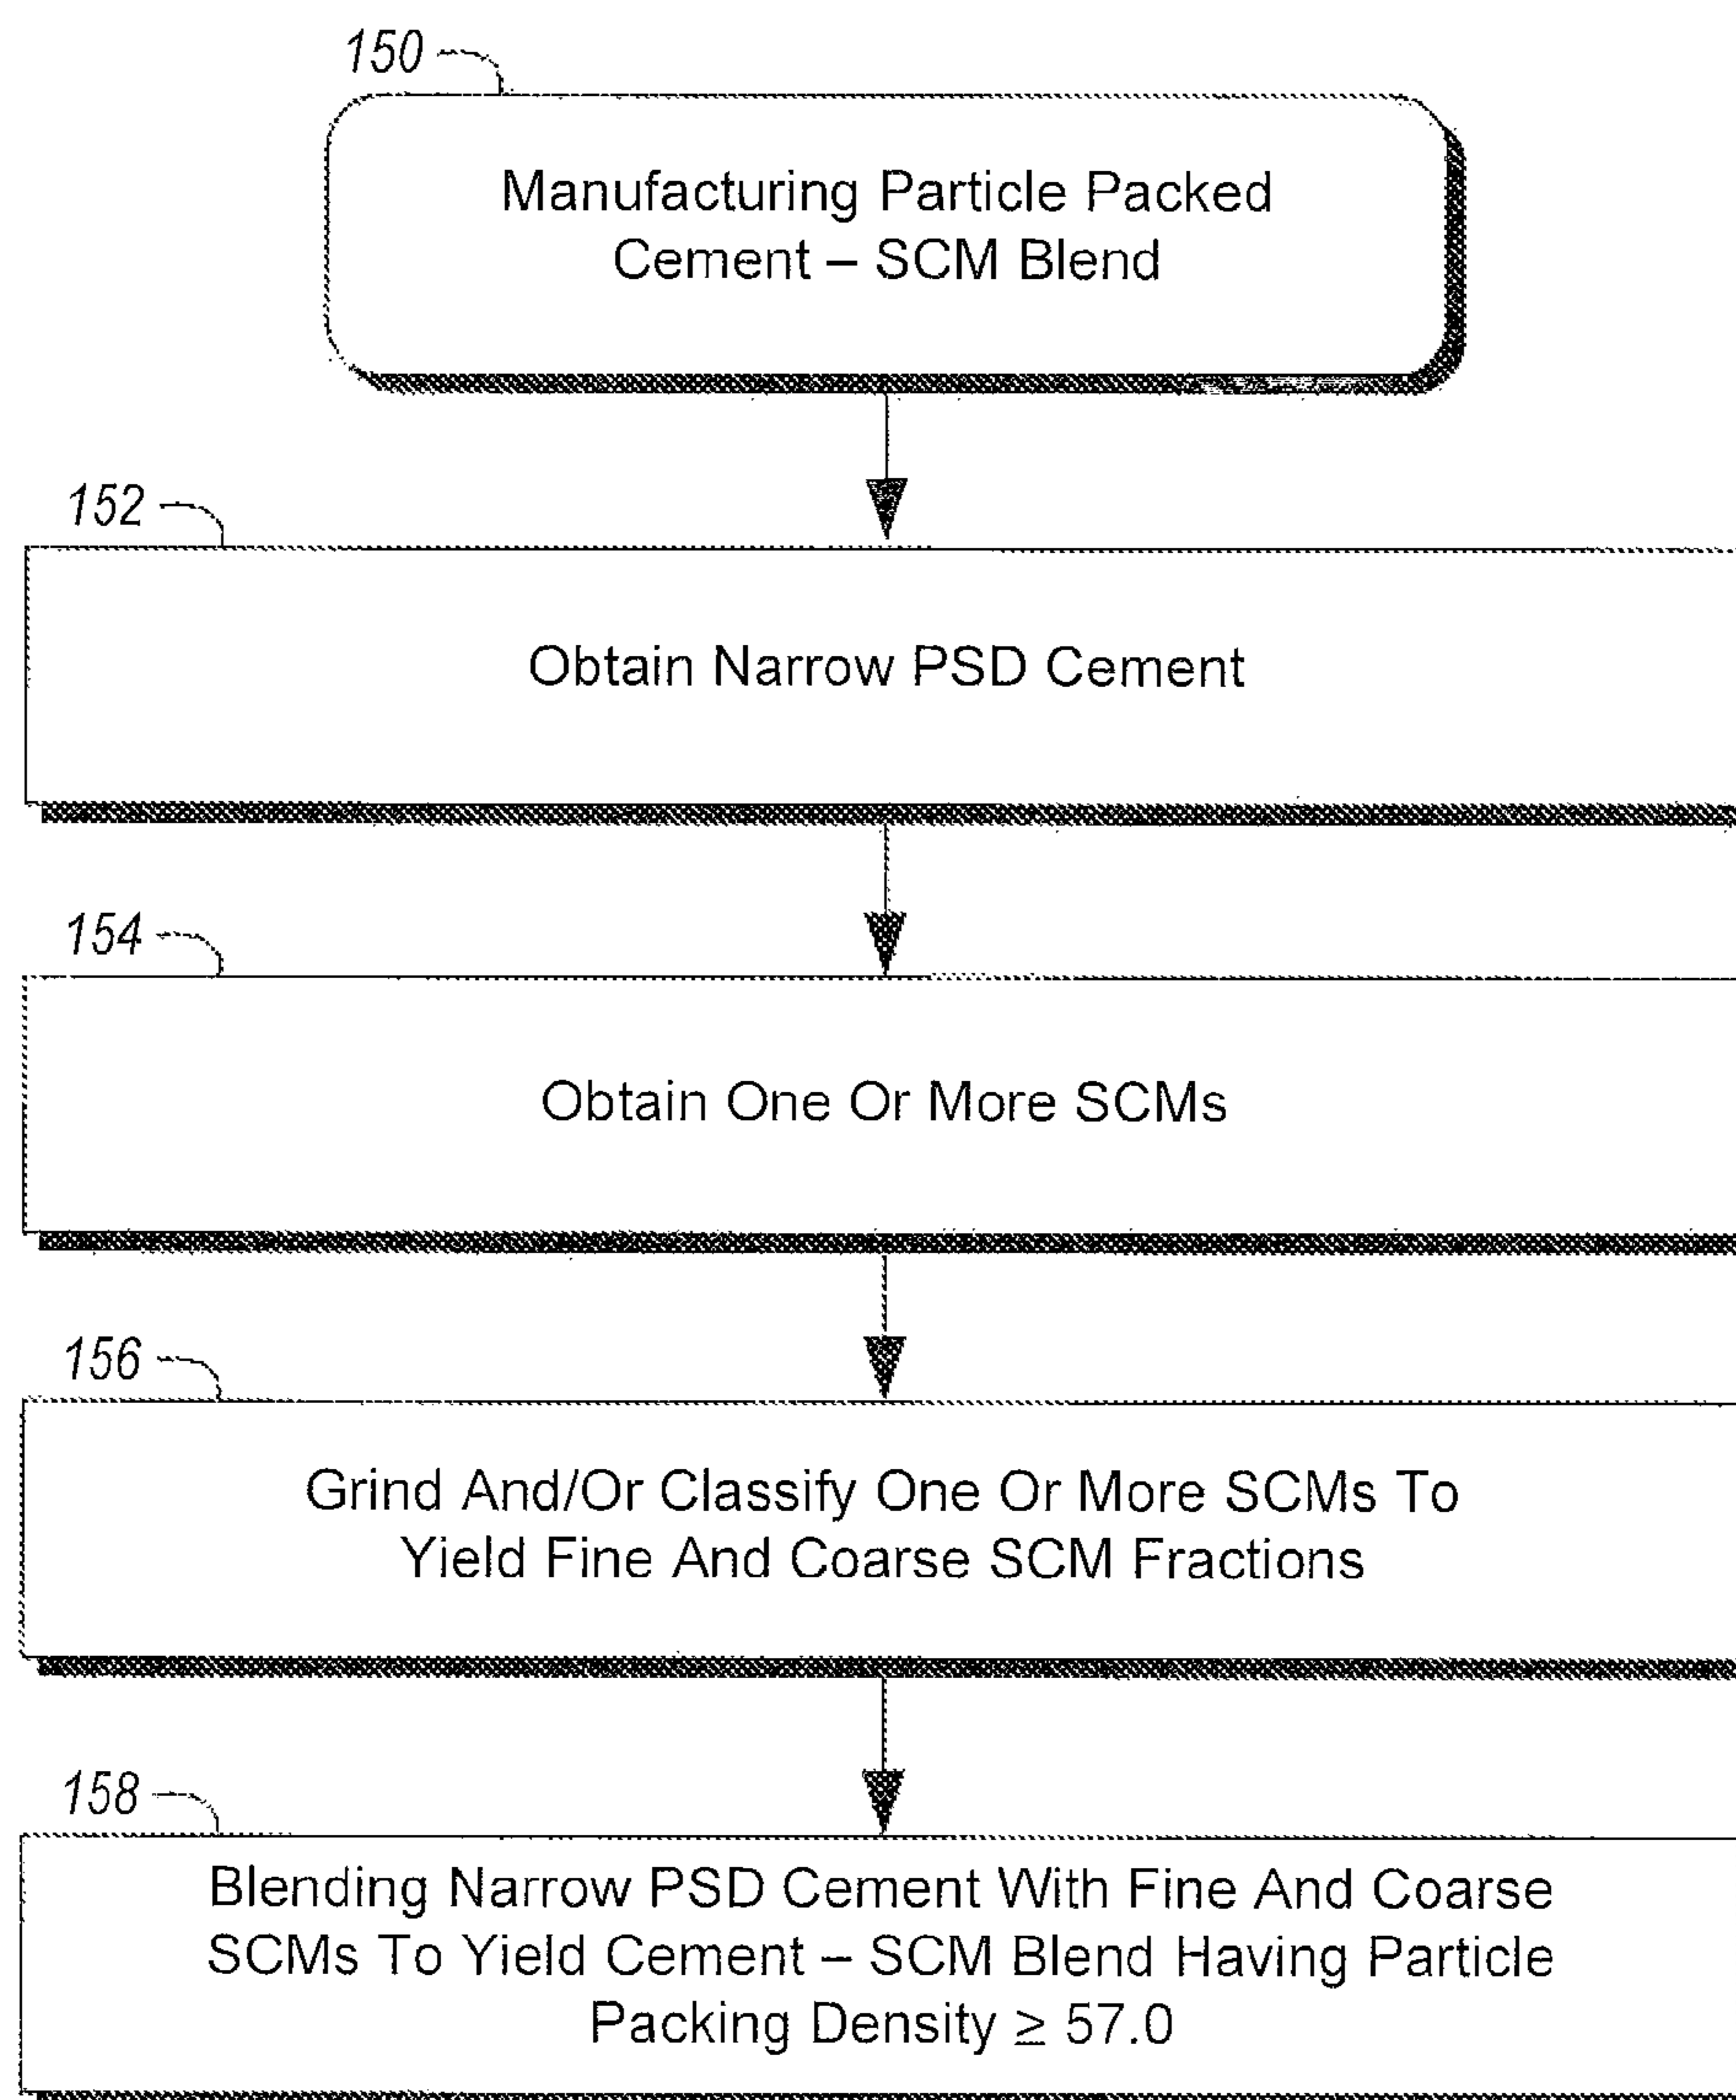 150
Manufacturing Particle Packed
Cement – SCM Blend
152
Obtain Narrow PSD Cement
154
Obtain One Or More SCMs
156
Grind And/Or Classify One Or More SCMs To
Yield Fine And Coarse SCM Fractions
158
Blending Narrow PSD Cement With Fine And Coarse
SCMs To Yield Cement – SCM Blend Having Particle
Packing Density ≥ 57.0